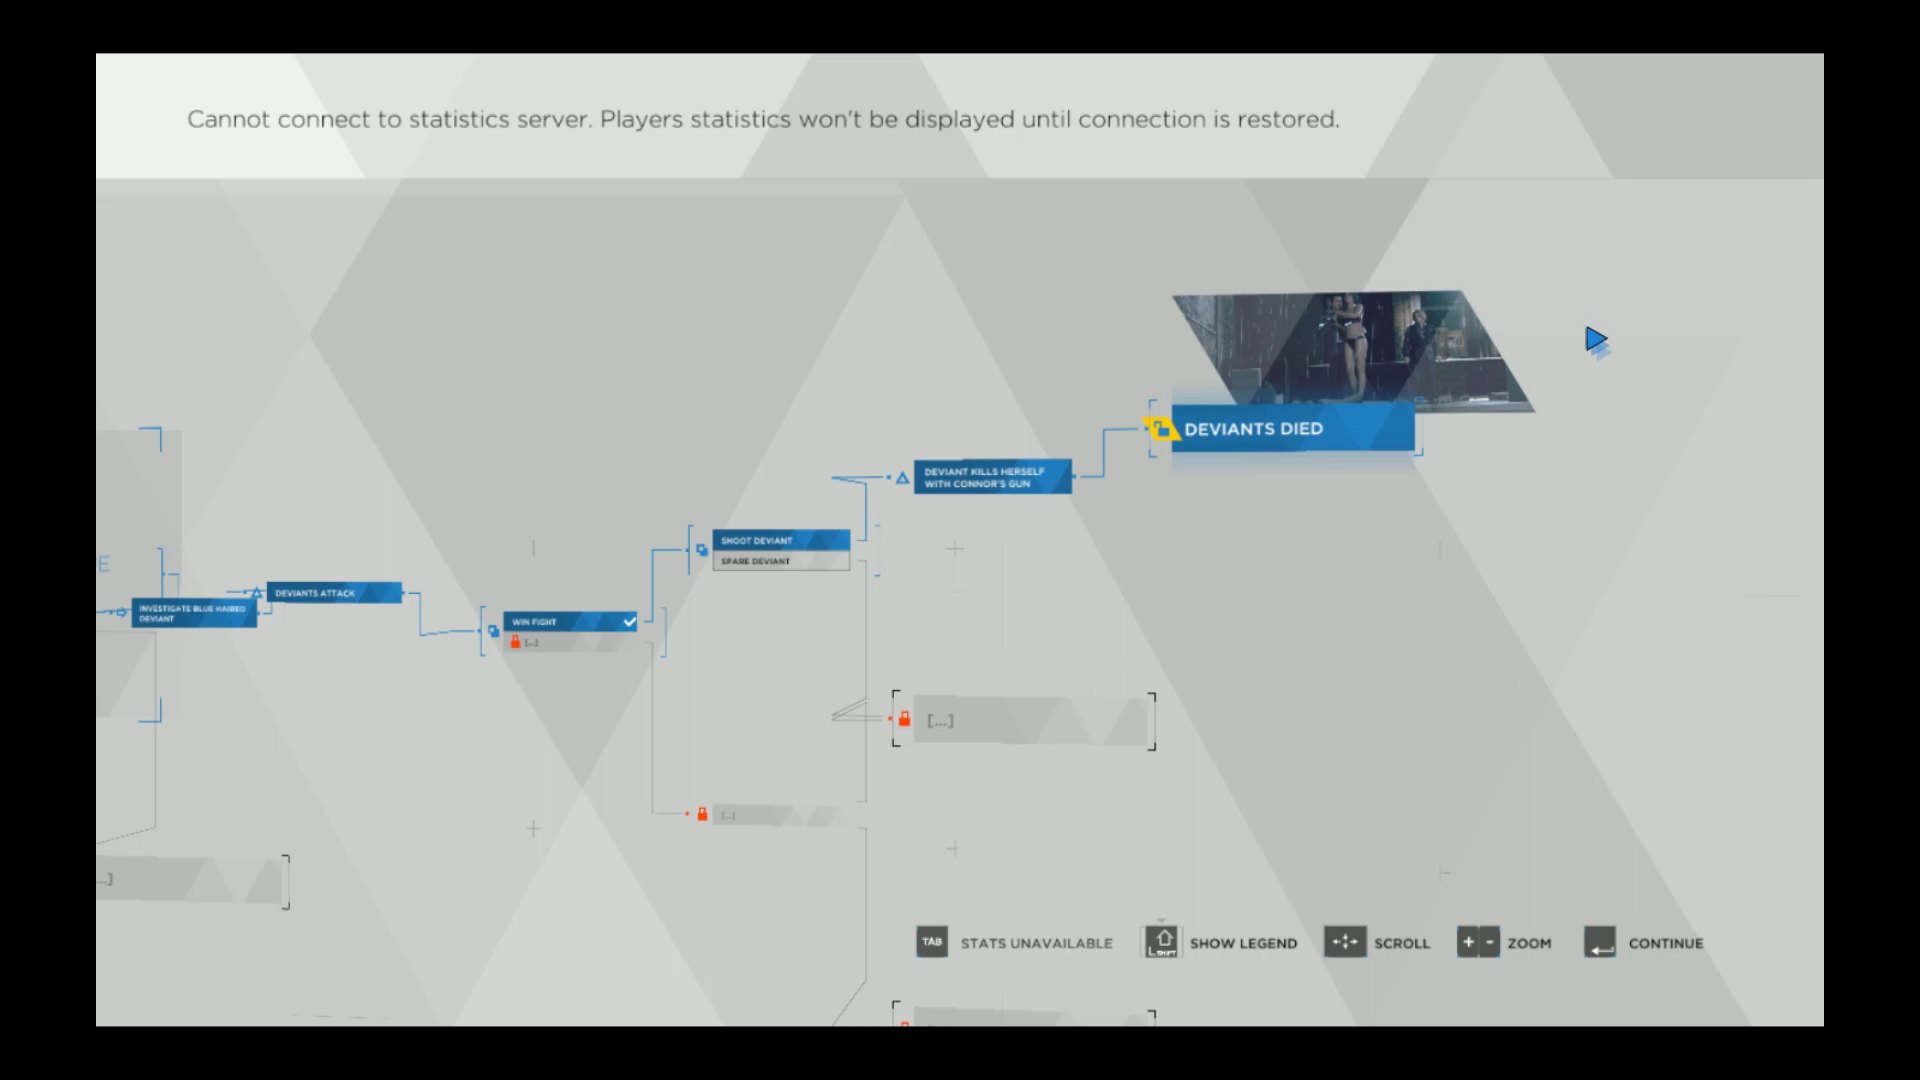 Cannot connect to statistics server. Players statistics won't be displayed until connection is restored.
DEVIANTS DIED
DEVIANT KILLS HERSELF
WITH CONNOR'S GUN
SHOOT DEVIANT
SPARE DEVIANT
E
DEVIANTS ATTACK
INVESTIGATE BLUE HAIRED
DEVIANT
WIN FIGHT
[...]
[...]
[...]
...]
TAB STATS UNAVAILABLE L.SHIFT SHOW LEGEND SCROLL + - ZOOM CONTINUE